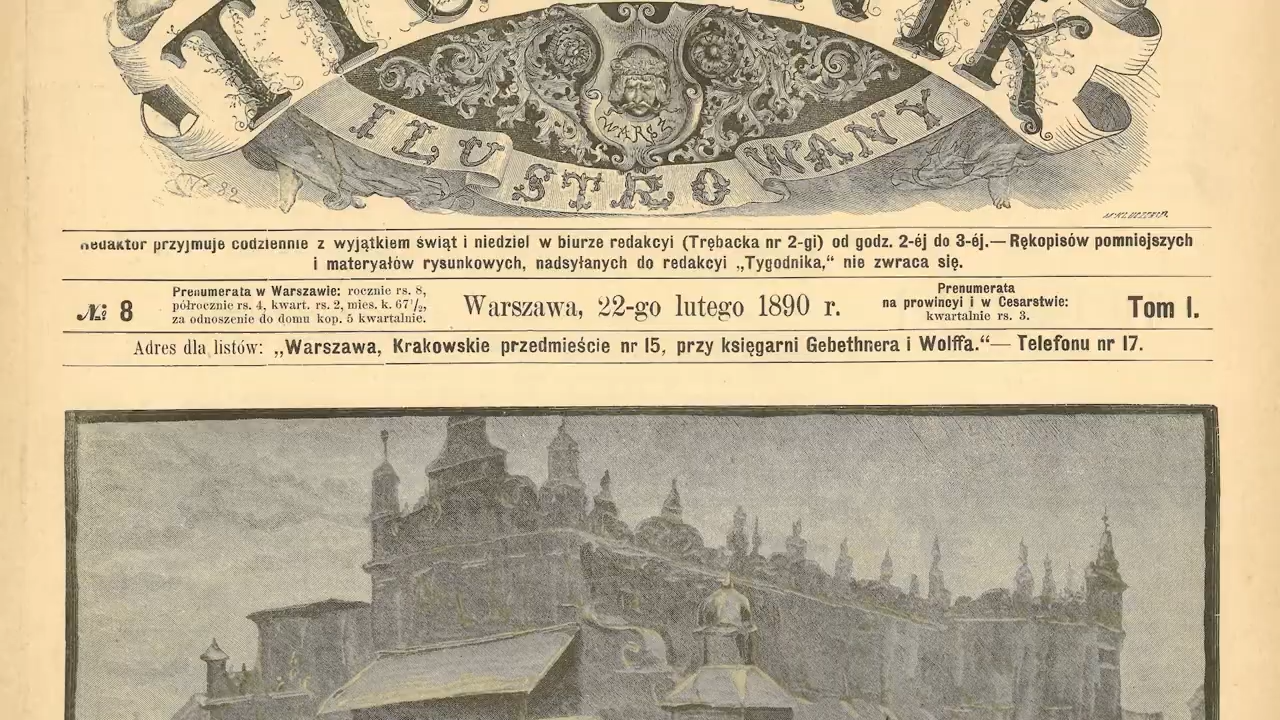 ILUSTROWANY
WARSZ
82
Redaktor przyjmuje codziennie z wyjątkiem świąt i niedziel w biurze redakcyi (Trębacka nr 2-gi) od godz. 2-éj do 3-éj.— Rękopisów pomniejszych
i materyałów rysunkowych, nadsyłanych do redakcyi „Tygodnika,“ nie zwraca się.
№ 8
Prenumerata w Warszawie: rocznie rs. 8,
półrocznie rs. 4, kwart. rs. 2, mies. k. 67½,
za odnoszenie do domu kop. 5 kwartalnie.
Warszawa, 22-go lutego 1890 r.
Prenumerata
na prowincyi i w Cesarstwie:
kwartalnie rs. 3.
Tom I.
Adres dla listów: „Warszawa, Krakowskie przedmieście nr 15, przy księgarni Gebethnera i Wolffa.“— Telefonu nr 17.